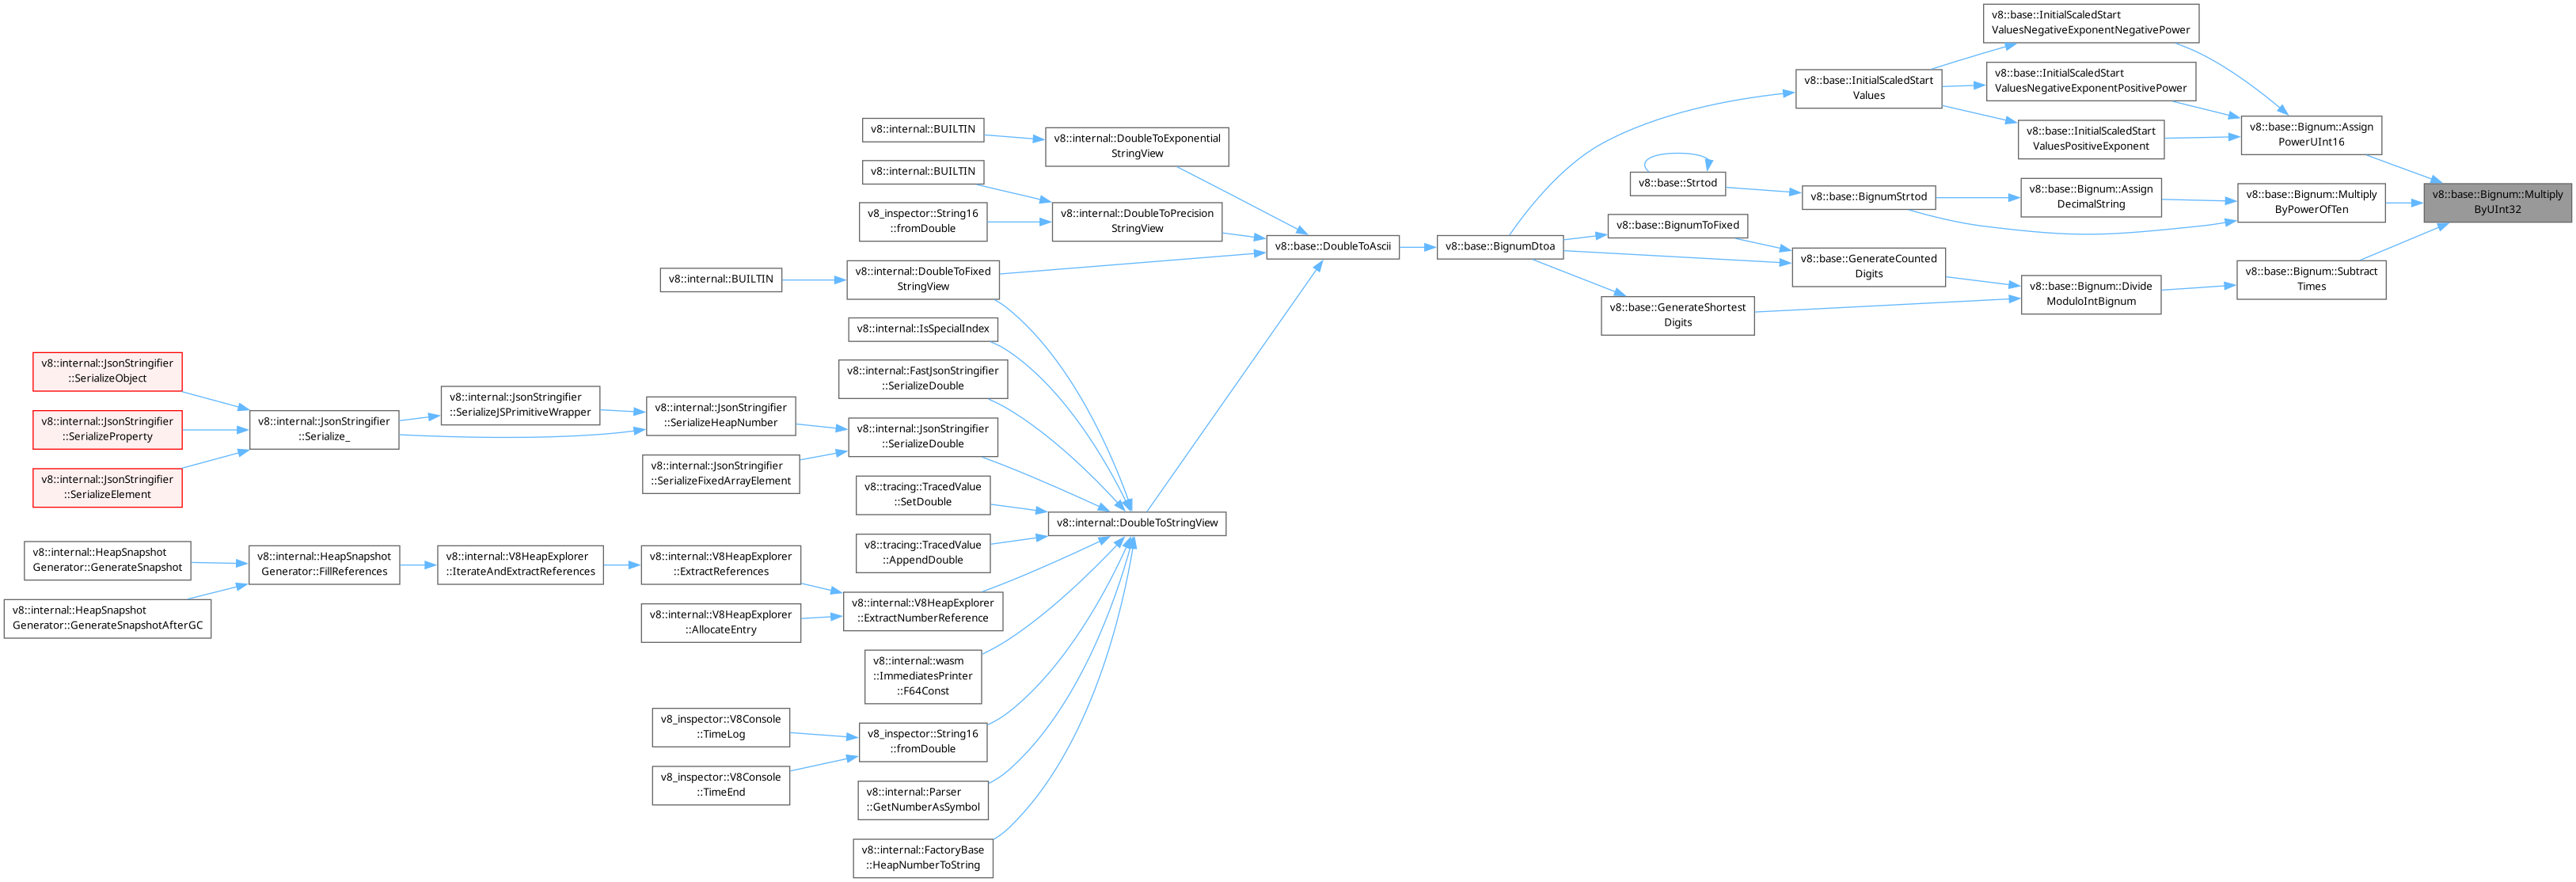 v8::base::InitialScaledStart
ValuesNegativeExponentNegativePower
v8::base::InitialScaledStart
ValuesNegativeExponentPositivePower
v8::base::InitialScaledStart
Values
v8::base::InitialScaledStart
ValuesPositiveExponent
v8::base::Bignum::Assign
PowerUInt16
v8::internal::BUILTIN
v8::internal::DoubleToExponential
StringView
v8::internal::BUILTIN
v8::base::Strtod
v8::base::BignumStrtod
v8::base::Bignum::Assign
DecimalString
v8::base::Bignum::Multiply
ByPowerOfTen
v8::base::Bignum::Multiply
ByUInt32
v8_inspector::String16
::fromDouble
v8::internal::DoubleToPrecision
StringView
v8::base::DoubleToAscii
v8::base::BignumDtoa
v8::base::BignumToFixed
v8::base::GenerateCounted
Digits
v8::base::Bignum::Subtract
Times
v8::internal::BUILTIN
v8::internal::DoubleToFixed
StringView
v8::base::GenerateShortest
Digits
v8::base::Bignum::Divide
ModuloIntBignum
v8::internal::IsSpecialIndex
v8::internal::FastJsonStringifier
::SerializeDouble
v8::internal::JsonStringifier
::SerializeObject
v8::internal::JsonStringifier
::SerializeProperty
v8::internal::JsonStringifier
::SerializeElement
v8::internal::JsonStringifier
::Serialize_
v8::internal::JsonStringifier
::SerializeJSPrimitiveWrapper
v8::internal::JsonStringifier
::SerializeHeapNumber
v8::internal::JsonStringifier
::SerializeFixedArrayElement
v8::internal::JsonStringifier
::SerializeDouble
v8::tracing::TracedValue
::SetDouble
v8::internal::DoubleToStringView
v8::tracing::TracedValue
::AppendDouble
v8::internal::HeapSnapshot
Generator::GenerateSnapshot
v8::internal::HeapSnapshot
Generator::GenerateSnapshotAfterGC
v8::internal::HeapSnapshot
Generator::FillReferences
v8::internal::V8HeapExplorer
::IterateAndExtractReferences
v8::internal::V8HeapExplorer
::ExtractReferences
v8::internal::V8HeapExplorer
::AllocateEntry
v8::internal::V8HeapExplorer
::ExtractNumberReference
v8::internal::wasm
::ImmediatesPrinter
::F64Const
v8_inspector::V8Console
::TimeLog
v8_inspector::V8Console
::TimeEnd
v8_inspector::String16
::fromDouble
v8::internal::Parser
::GetNumberAsSymbol
v8::internal::FactoryBase
::HeapNumberToString